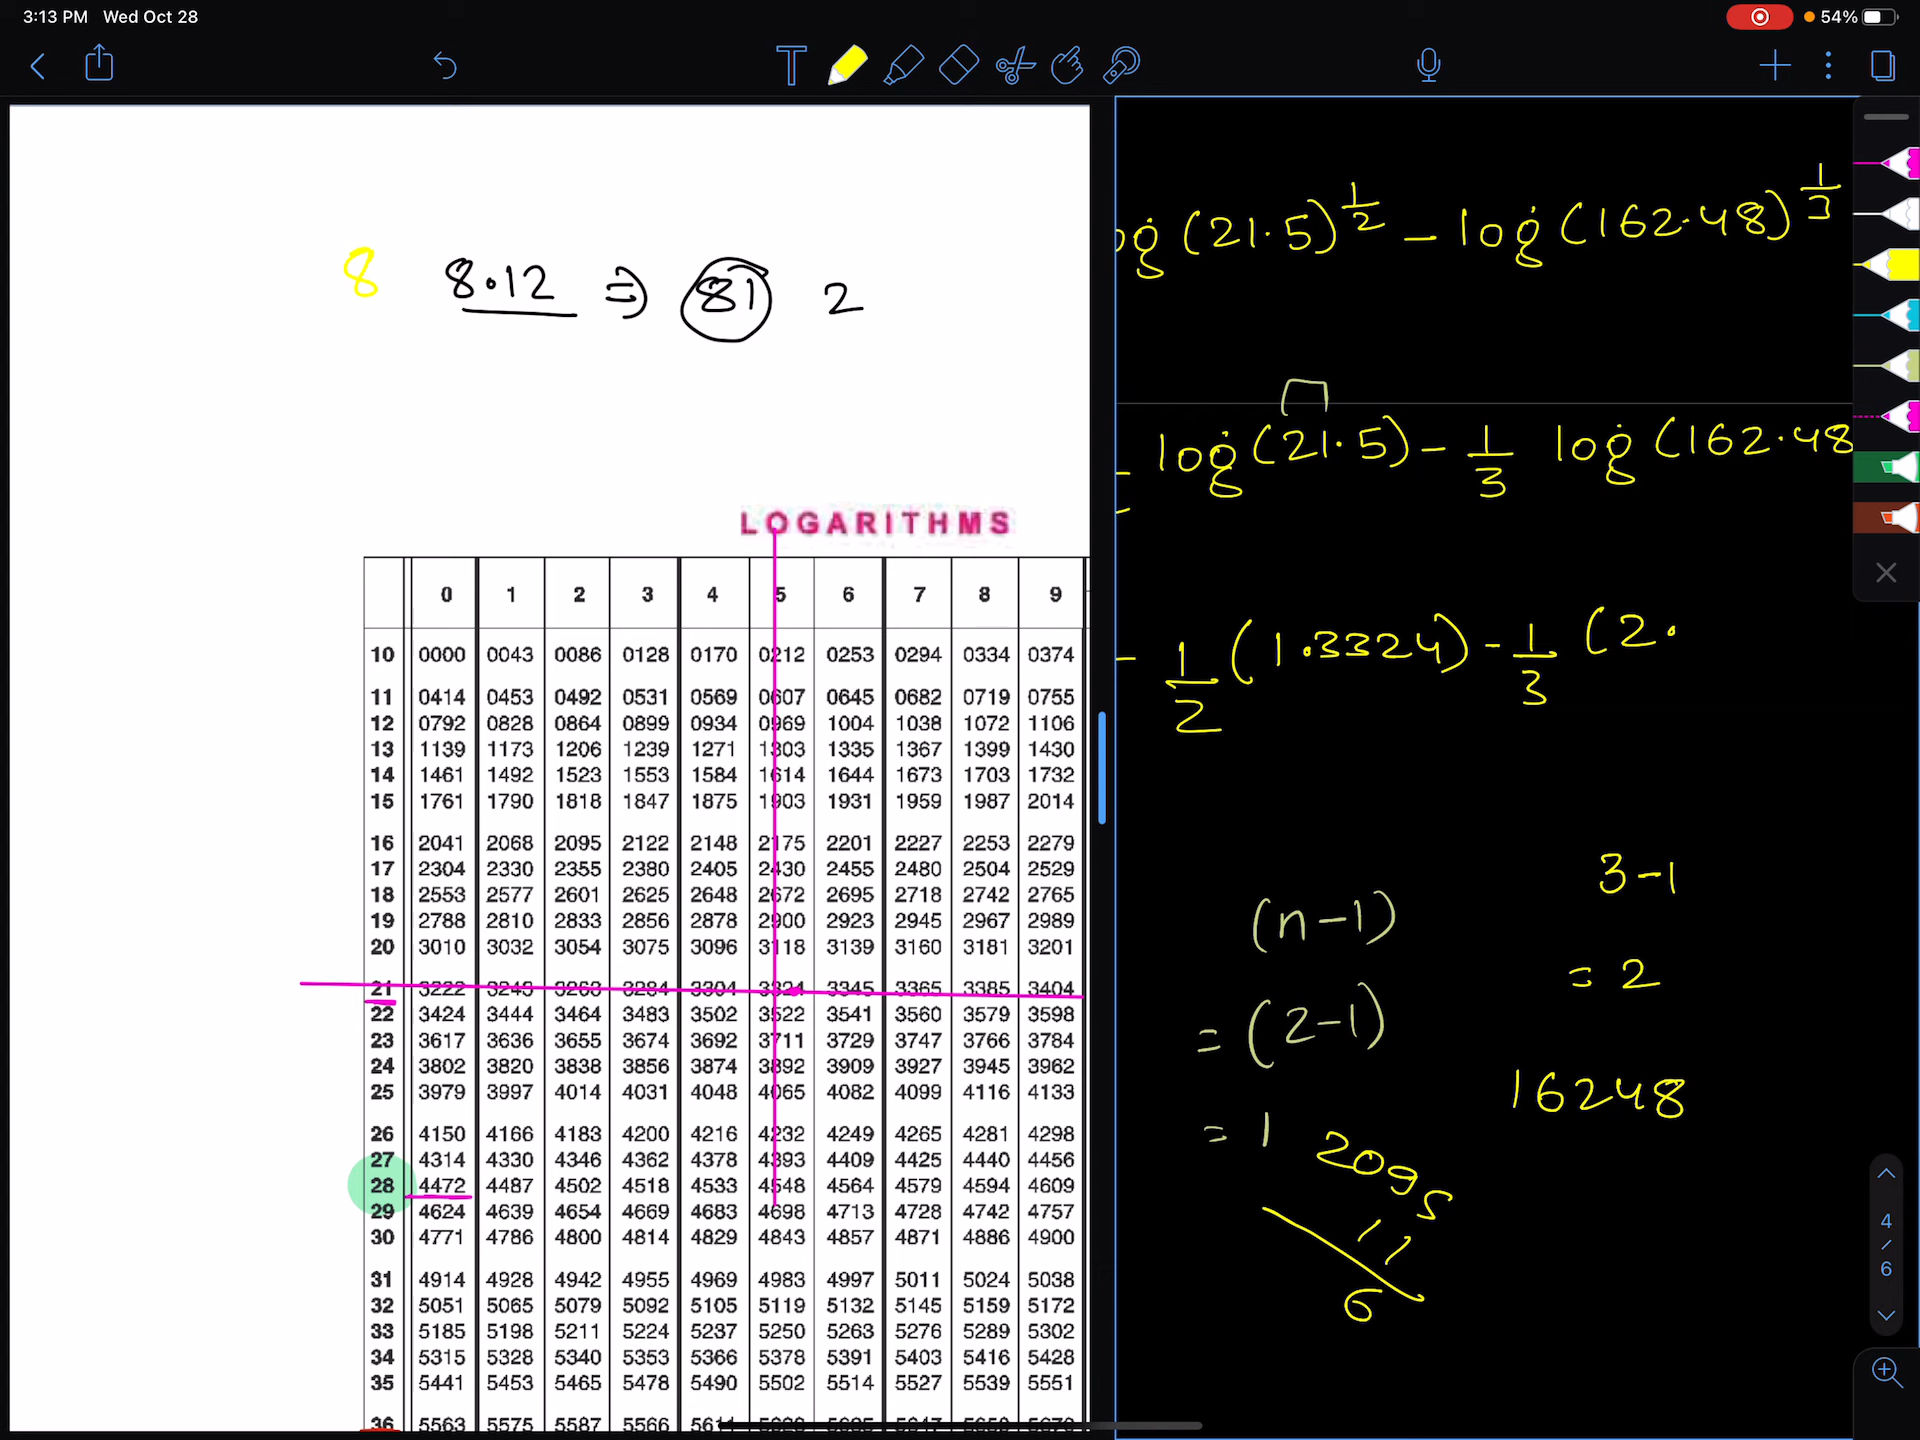 3:13 PM Wed Oct 28
54%
8 8.12 ⇒ 81 2
LOGARITHMS
0 1 2 3 4 5 6 7 8 9
10 0000 0043 0086 0128 0170 0212 0253 0294 0334 0374
11 0414 0453 0492 0531 0569 0607 0645 0682 0719 0755
12 0792 0828 0864 0899 0934 0969 1004 1038 1072 1106
13 1139 1173 1206 1239 1271 1303 1335 1367 1399 1430
14 1461 1492 1523 1553 1584 1614 1644 1673 1703 1732
15 1761 1790 1818 1847 1875 1903 1931 1959 1987 2014
16 2041 2068 2095 2122 2148 2175 2201 2227 2253 2279
17 2304 2330 2355 2380 2405 2430 2455 2480 2504 2529
18 2553 2577 2601 2625 2648 2672 2695 2718 2742 2765
19 2788 2810 2833 2856 2878 2900 2923 2945 2967 2989
20 3010 3032 3054 3075 3096 3118 3139 3160 3181 3201
21 3222 3243 3263 3284 3304 3324 3345 3365 3385 3404
22 3424 3444 3464 3483 3502 3522 3541 3560 3579 3598
23 3617 3636 3655 3674 3692 3711 3729 3747 3766 3784
24 3802 3820 3838 3856 3874 3892 3909 3927 3945 3962
25 3979 3997 4014 4031 4048 4065 4082 4099 4116 4133
26 4150 4166 4183 4200 4216 4232 4249 4265 4281 4298
27 4314 4330 4346 4362 4378 4393 4409 4425 4440 4456
28 4472 4487 4502 4518 4533 4548 4564 4579 4594 4609
29 4624 4639 4654 4669 4683 4698 4713 4728 4742 4757
30 4771 4786 4800 4814 4829 4843 4857 4871 4886 4900
31 4914 4928 4942 4955 4969 4983 4997 5011 5024 5038
32 5051 5065 5079 5092 5105 5119 5132 5145 5159 5172
33 5185 5198 5211 5224 5237 5250 5263 5276 5289 5302
34 5315 5328 5340 5353 5366 5378 5391 5403 5416 5428
35 5441 5453 5465 5478 5490 5502 5514 5527 5539 5551
36 5563 5575 5587
og (21.5)^1/2 - log (162.48)^1/3
log (21.5) - 1/3 log (162.48
- 1/2 (1.3324) - 1/3 (2.
(n-1)
= (2-1)
= 1
3-1
= 2
16248
2095
11
6
4 / 6